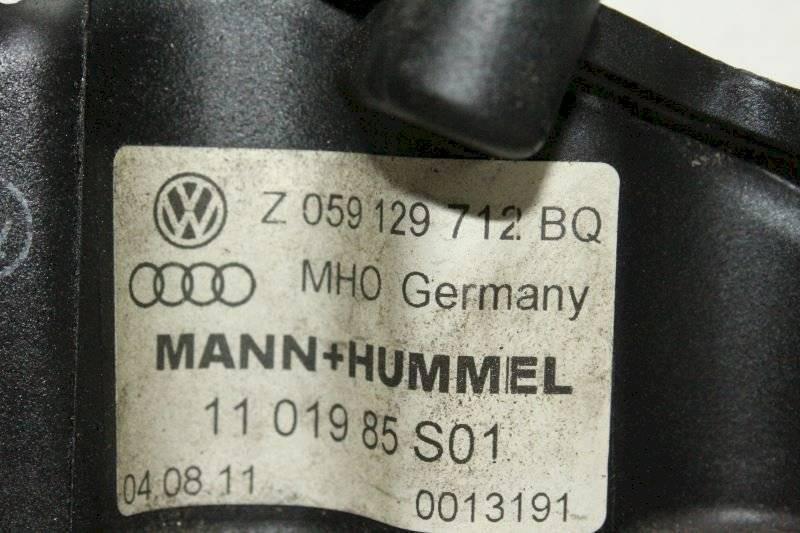 Z 059 129 712 BQ
MHO Germany
MANN+HUMMEL
11 019 85 S01
04.08.11
0013191